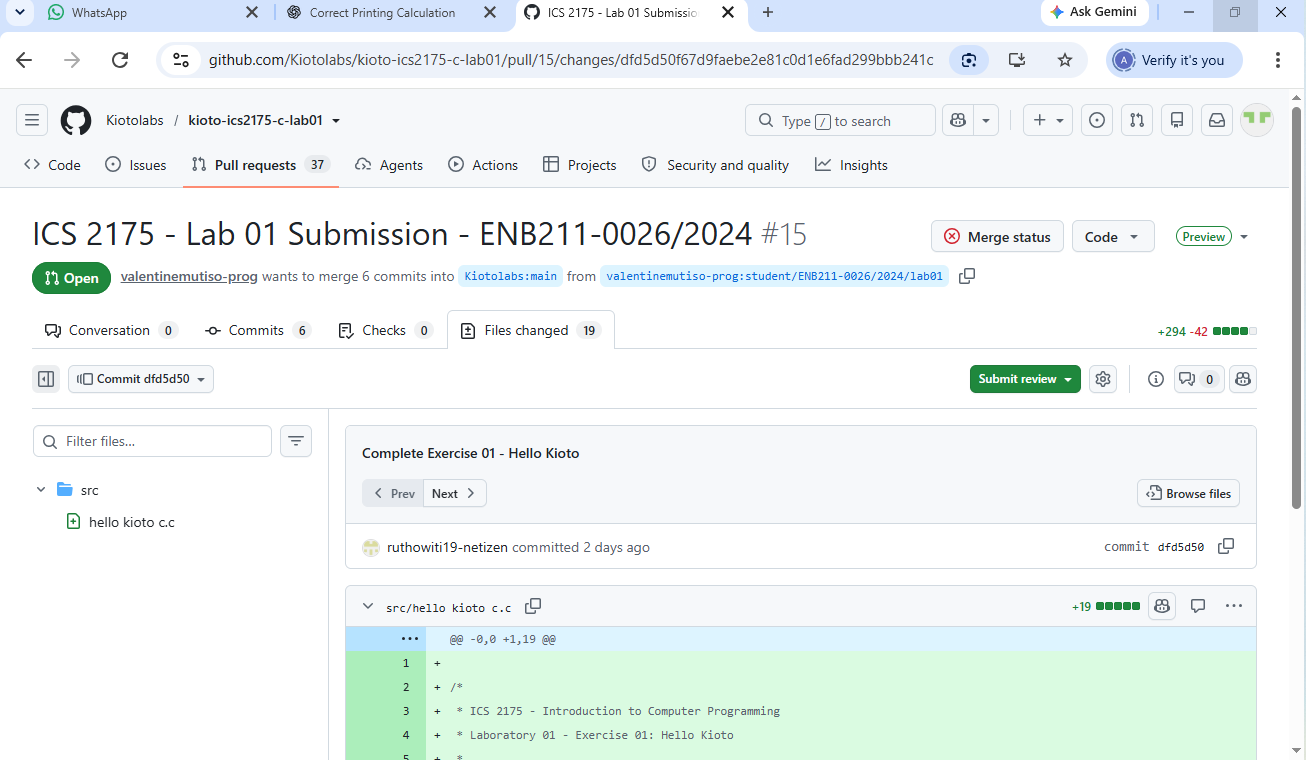 WhatsApp
Correct Printing Calculation
ICS 2175 - Lab 01 Submissio
Ask Gemini
github.com/Kiotolabs/kioto-ics2175-c-lab01/pull/15/changes/dfd5d50f67d9faebe2e81c0d1e6fad299bbb241c
A Verify it's you
Kiotolabs / kioto-ics2175-c-lab01
Type / to search
Code Issues Pull requests 37 Agents Actions Projects Security and quality Insights
ICS 2175 - Lab 01 Submission - ENB211-0026/2024 #15
Merge status Code Preview
Open valentinemutiso-prog wants to merge 6 commits into Kiotolabs:main from valentinemutiso-prog:student/ENB211-0026/2024/lab01
Conversation 0 Commits 6 Checks 0 Files changed 19
+294 -42
Commit dfd5d50
Submit review 0
Filter files...
src
hello kioto c.c
Complete Exercise 01 - Hello Kioto
Prev Next Browse files
ruthowiti19-netizen committed 2 days ago commit dfd5d50
src/hello kioto c.c +19
@@ -0,0 +1,19 @@
1 +
2 + /*
3 + * ICS 2175 - Introduction to Computer Programming
4 + * Laboratory 01 - Exercise 01: Hello Kioto
5 + *